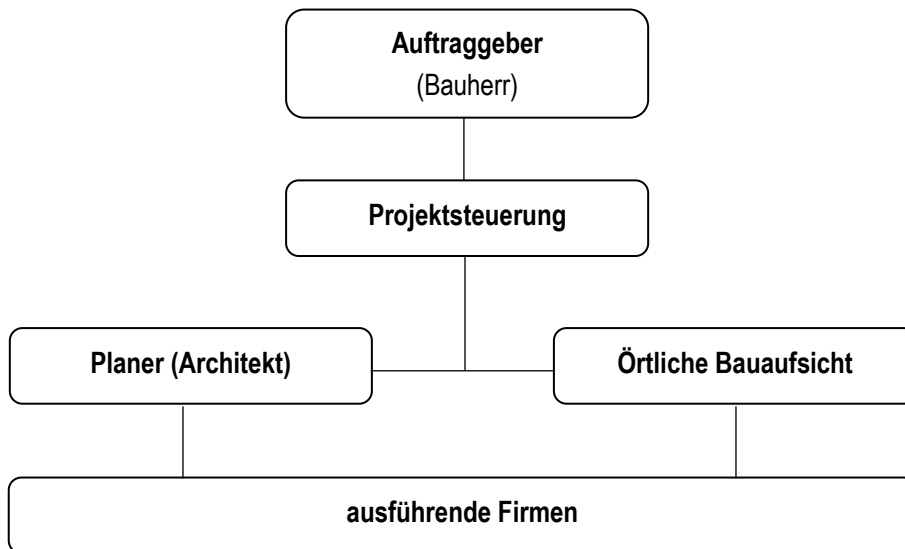 Auftraggeber
(Bauherr)
Projektsteuerung
Planer (Architekt)
Örtliche Bauaufsicht
ausführende Firmen